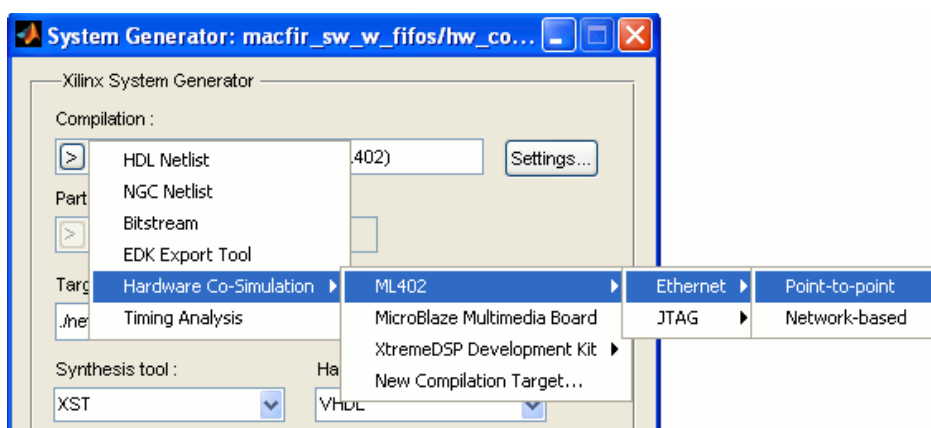 System Generator: macfir_sw_w_fifos/hw_co...
Xilinx System Generator
Compilation :
> .402) Settings...
HDL Netlist
NGC Netlist
Bitstream
EDK Export Tool
Hardware Co-Simulation
Timing Analysis
ML402
MicroBlaze Multimedia Board
XtremeDSP Development Kit
New Compilation Target...
Ethernet
JTAG
Point-to-point
Network-based
Part
>
Targ
./ne
Synthesis tool : Ha
XST VHDL